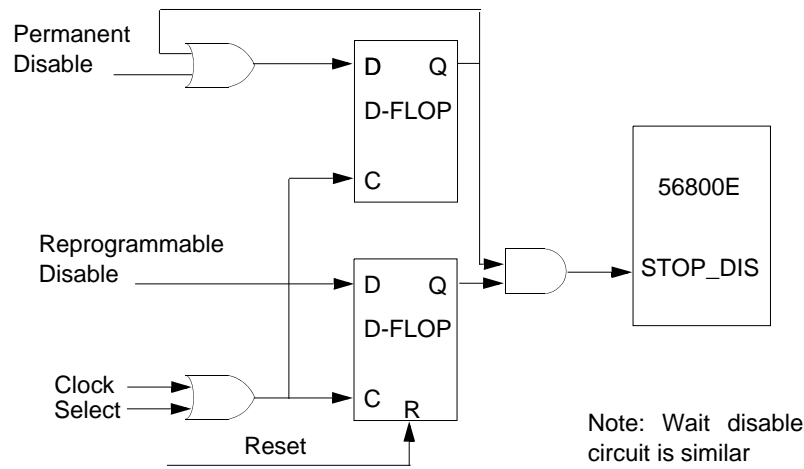 Permanent
Disable
D Q
D-FLOP
C
56800E
STOP_DIS
Reprogrammable
Disable
D Q
D-FLOP
C
R
Clock
Select
Reset
Note: Wait disable
circuit is similar